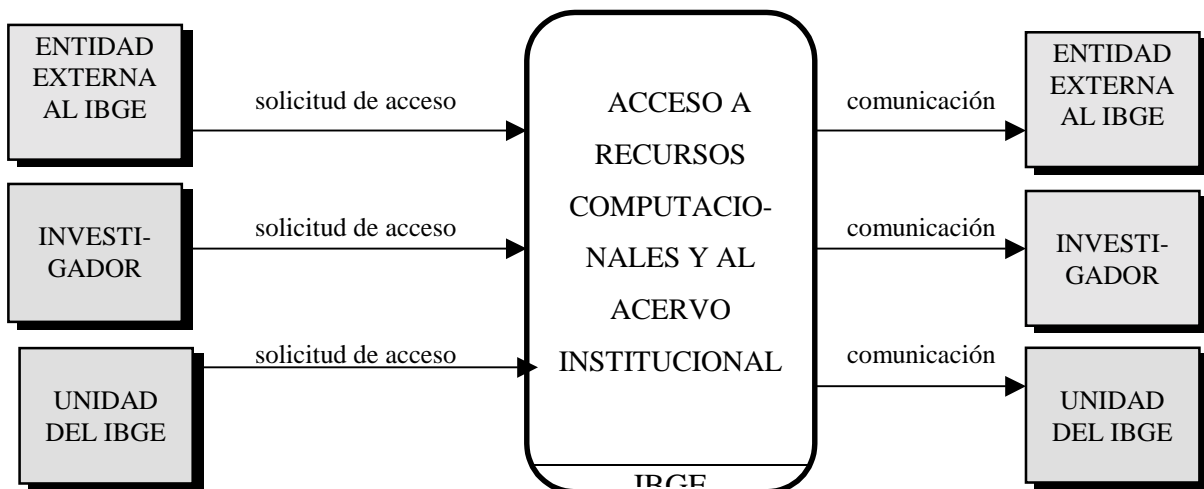 ENTIDAD
EXTERNA
AL IBGE
solicitud de acceso
INVESTI-
GADOR
solicitud de acceso
UNIDAD
DEL IBGE
solicitud de acceso
ACCESO A
RECURSOS
COMPUTACIO-
NALES Y AL
ACERVO
INSTITUCIONAL
IBGE
comunicación
ENTIDAD
EXTERNA
AL IBGE
comunicación
INVESTI-
GADOR
comunicación
UNIDAD
DEL IBGE